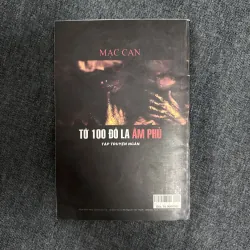 MAC CAN
TỜ 100 ĐÔ LA ÂM PHỦ
TẬP TRUYỆN NGẮN